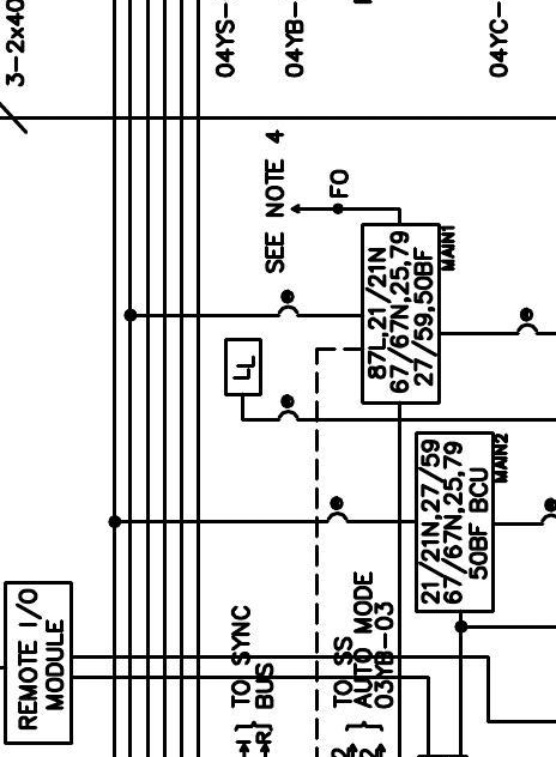 3-2x40
04YS-
04YB-
04YC-
SEE NOTE 4
FO
87L,21/21N
67/67N,25,79
27/59,50BF
MAIN1
LL
21/21N,27/59
67/67N,25,79
50BF BCU
MAIN2
REMOTE I/O
MODULE
TO SYNC
BUS
TO SS
AUTO MODE
03YB-03